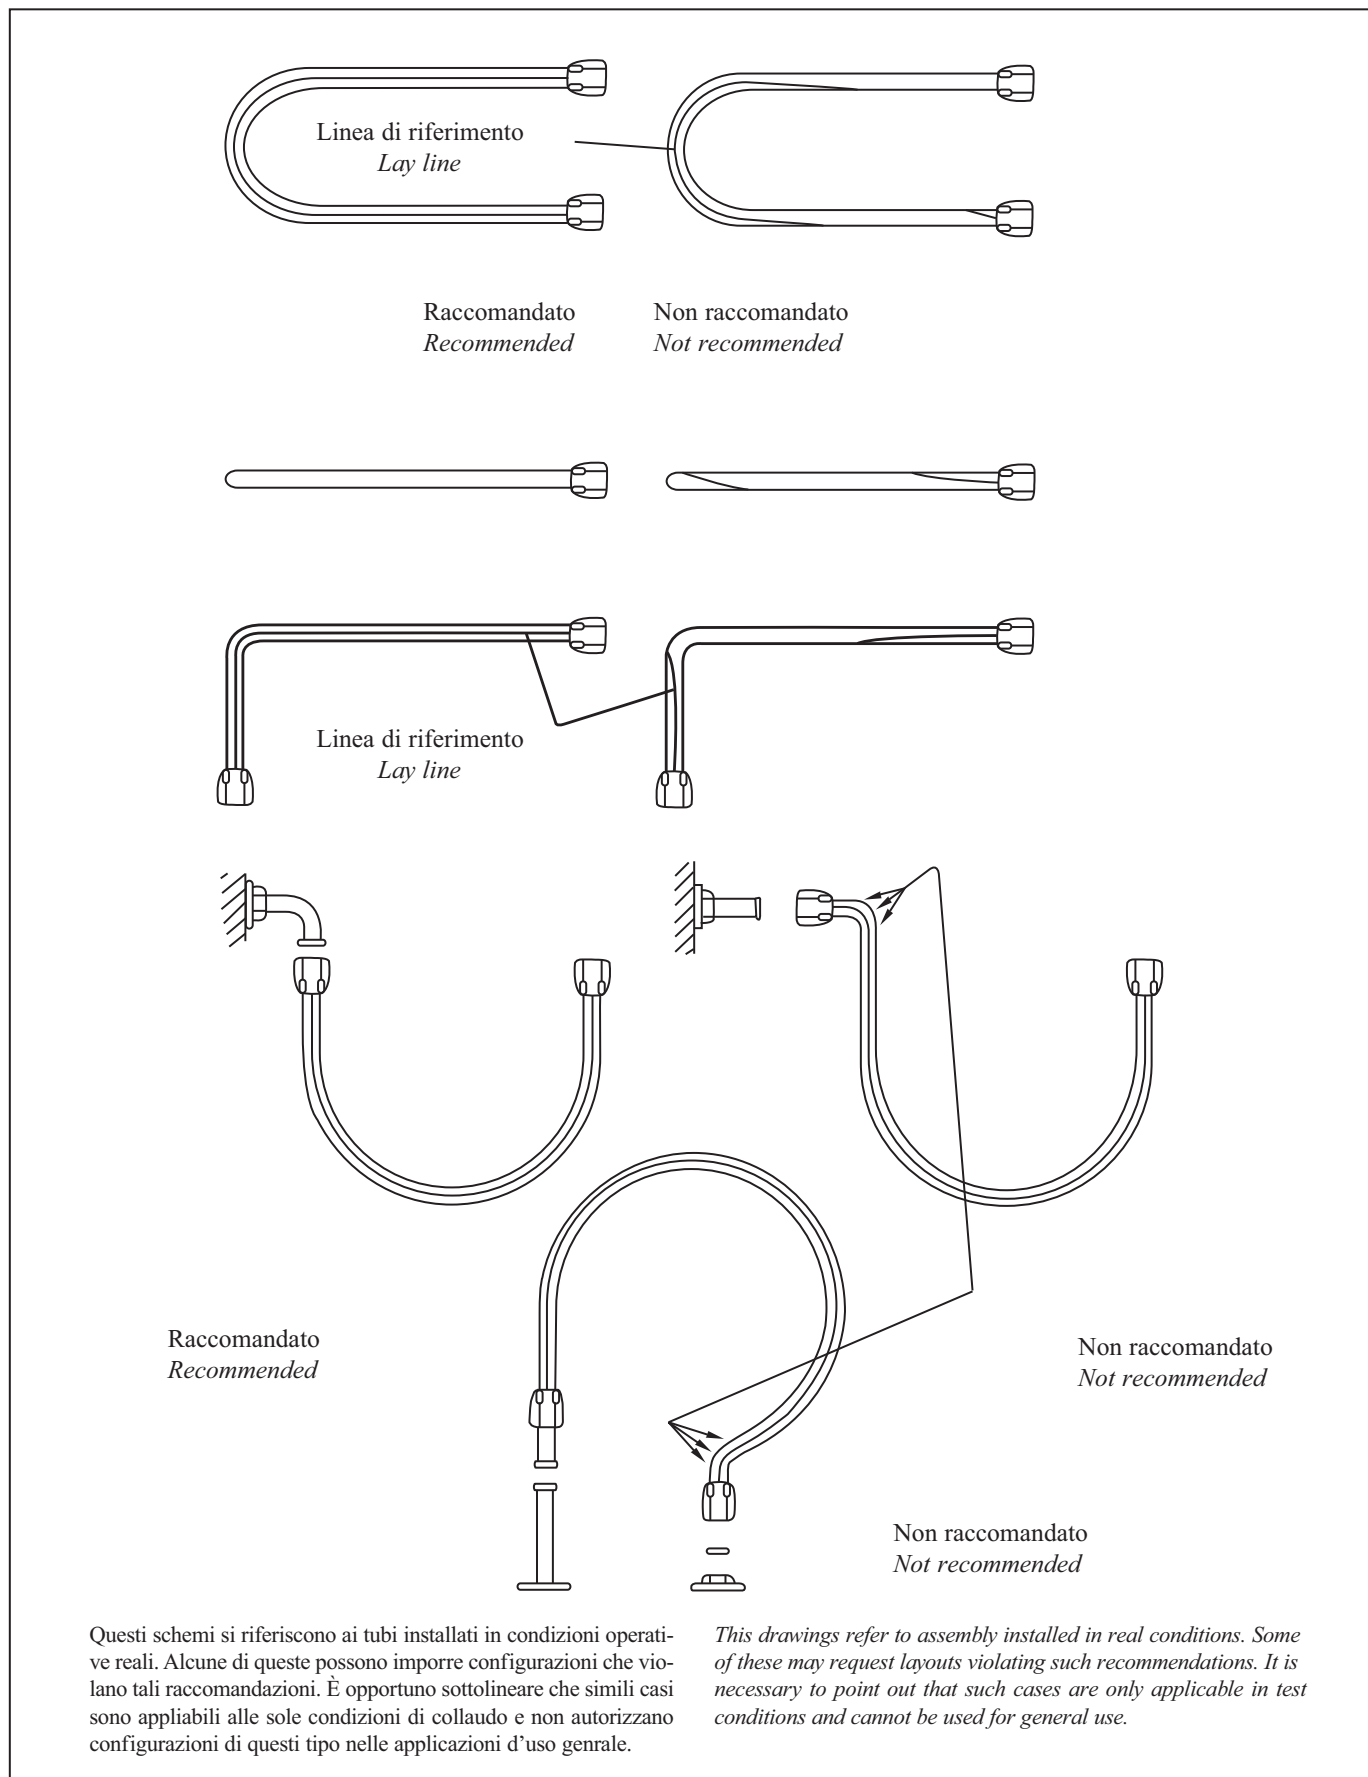 Linea di riferimento
Lay line
Raccomandato
Recommended
Non raccomandato
Not recommended
Linea di riferimento
Lay line
Raccomandato
Recommended
Non raccomandato
Not recommended
Non raccomandato
Not recommended
Questi schemi si riferiscono ai tubi installati in condizioni operati-
ve reali. Alcune di queste possono imporre configurazioni che vio-
lano tali raccomandazioni. È opportuno sottolineare che simili casi
sono appliabili alle sole condizioni di collaudo e non autorizzano
configurazioni di questi tipo nelle applicazioni d’uso genrale.
This drawings refer to assembly installed in real conditions. Some
of these may request layouts violating such recommendations. It is
necessary to point out that such cases are only applicable in test
conditions and cannot be used for general use.